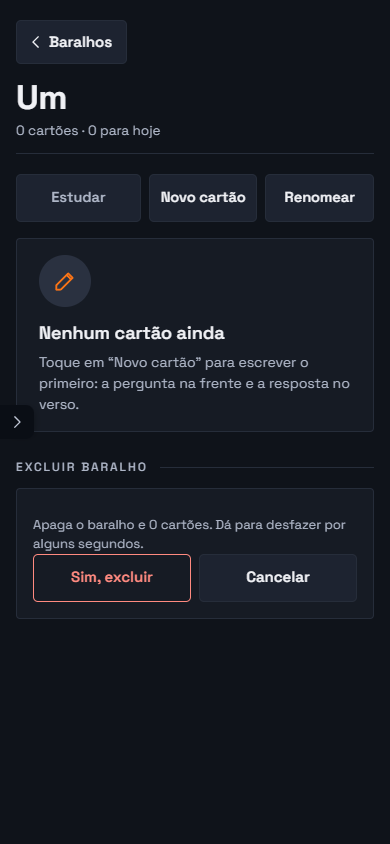 Baralhos
Um
0 cartões · 0 para hoje
Estudar
Novo cartão
Renomear
Nenhum cartão ainda
Toque em “Novo cartão” para escrever o
primeiro: a pergunta na frente e a resposta no
verso.
EXCLUIR BARALHO
Apaga o baralho e 0 cartões. Dá para desfazer por
alguns segundos.
Sim, excluir
Cancelar